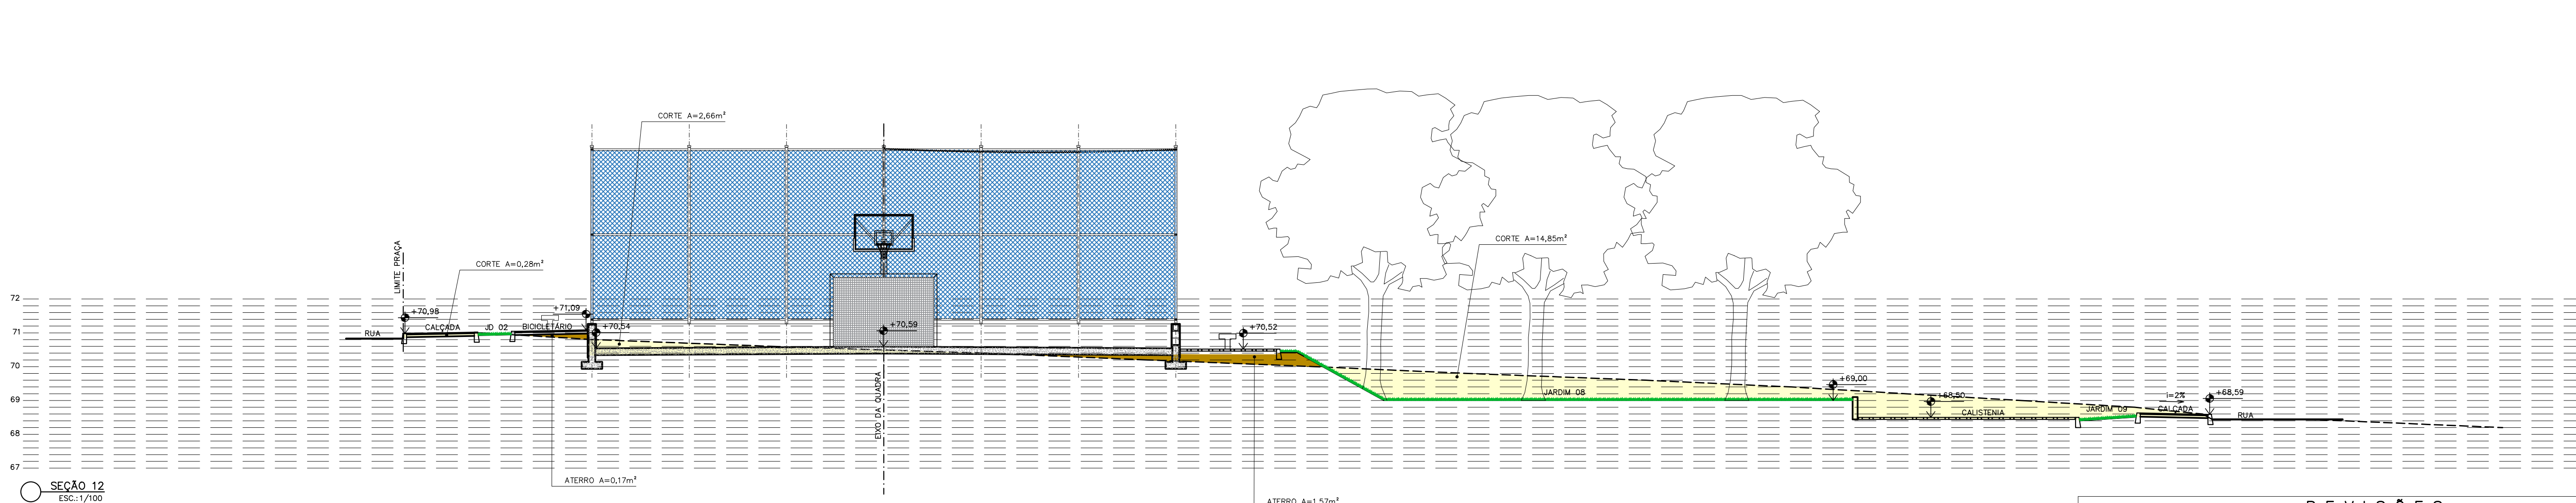 CORTE A=2,66m²
CORTE A=14,85m²
LIMITE PRAÇA
CORTE A=0,28m²
72
+71,09
+70,98
+70,54
+70,59
+70,52
RUA
CALÇADA
JD 02
BICICLETÁRIO
71
70
EIXO DA QUADRA
+69,00
JARDIM 08
+68,50
i=2%
+68,59
69
CALISTENIA
JARDIM 09
CALÇADA
RUA
68
67
ATERRO A=0,17m²
SEÇÃO 12
ESC.:1/100
ATERRO A=1,57m²